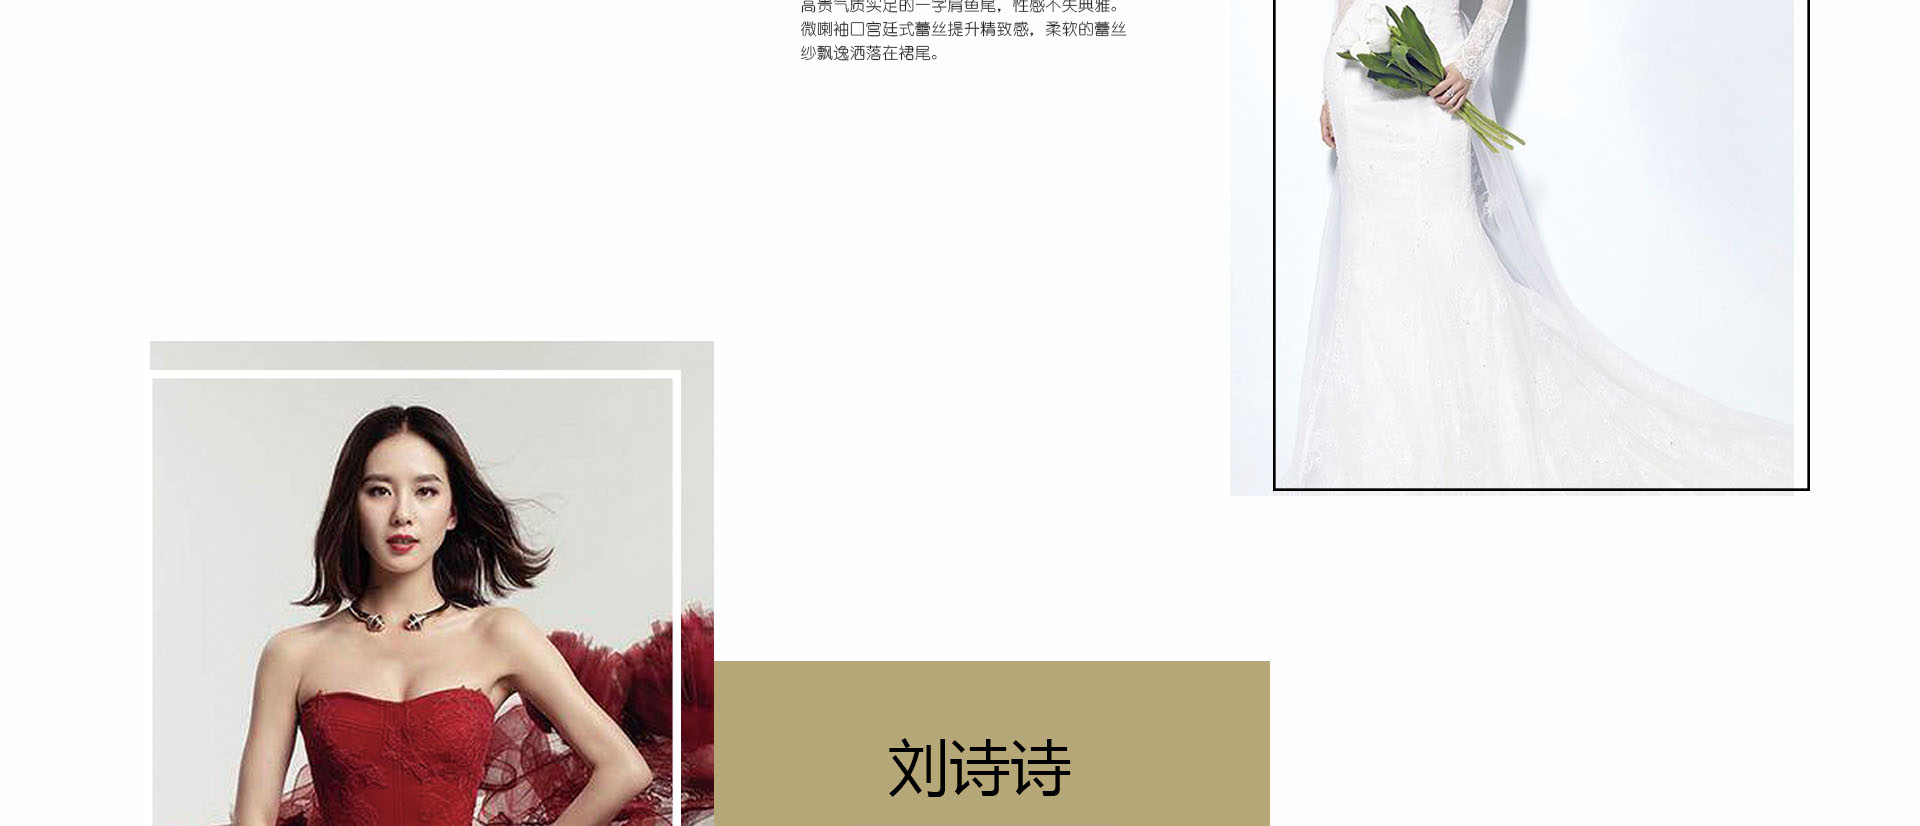 高贵气质实足的一字肩鱼尾，性感不失典雅。
微喇袖口宫廷式蕾丝提升精致感，柔软的蕾丝
纱飘逸洒落在裙尾。
刘诗诗